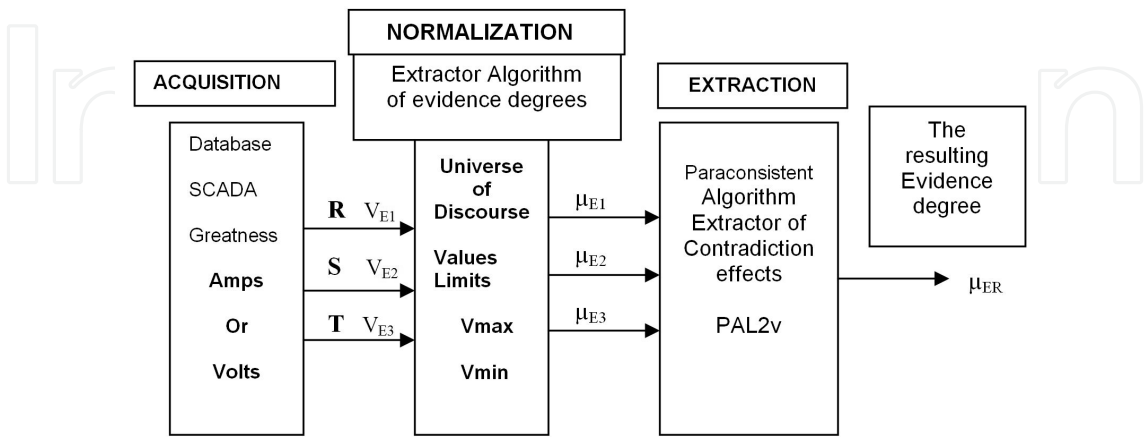 NORMALIZATION
ACQUISITION
Extractor Algorithm
of evidence degrees
EXTRACTION
Database
SCADA
Greatness
Amps
Or
Volts
R VE1
S VE2
T VE3
Universe
of
Discourse
Values
Limits
Vmax
Vmin
μE1
μE2
μE3
Paraconsistent
Algorithm
Extractor of
Contradiction
effects
PAL2v
The
resulting
Evidence
degree
μER